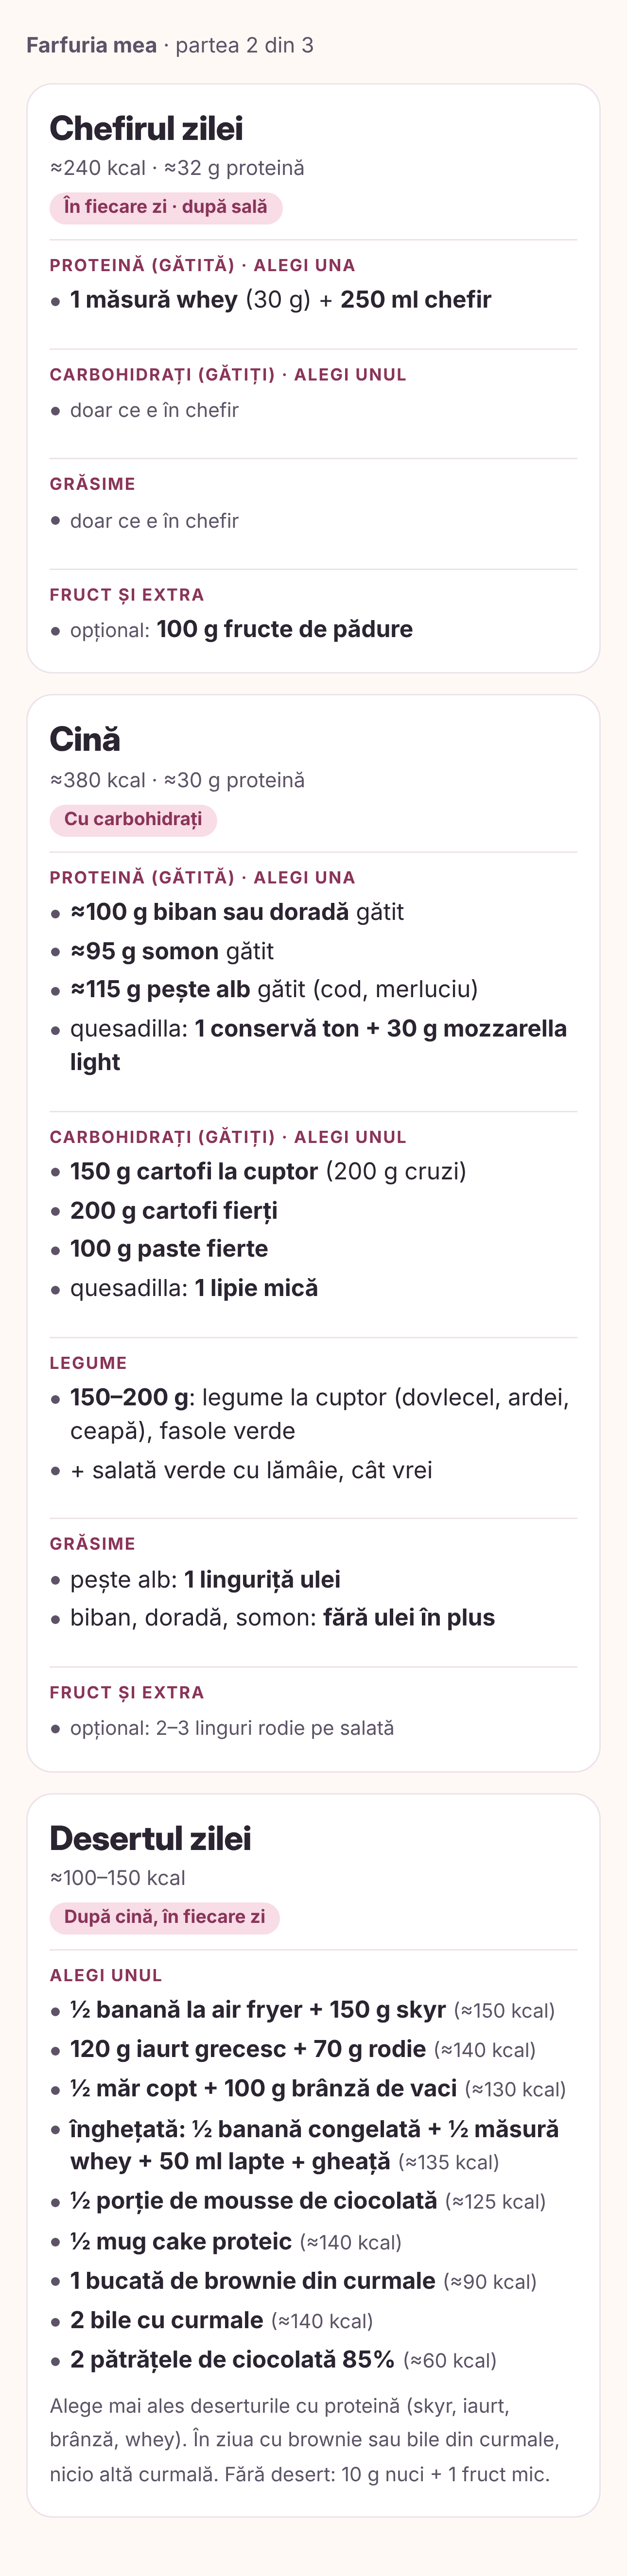 Farfuria mea · partea 2 din 3
Chefirul zilei
≈240 kcal · ≈32 g proteină
În fiecare zi · după sală
PROTEINĂ (GĂTITĂ) · ALEGI UNA
• 1 măsură whey (30 g) + 250 ml chefir
CARBOHIDRAȚI (GĂTIȚI) · ALEGI UNUL
• doar ce e în chefir
GRĂSIME
• doar ce e în chefir
FRUCT ȘI EXTRA
• opțional: 100 g fructe de pădure
Cină
≈380 kcal · ≈30 g proteină
Cu carbohidrați
PROTEINĂ (GĂTITĂ) · ALEGI UNA
• ≈100 g biban sau doradă gătit
• ≈95 g somon gătit
• ≈115 g pește alb gătit (cod, merluciu)
• quesadilla: 1 conservă ton + 30 g mozzarella
light
CARBOHIDRAȚI (GĂTIȚI) · ALEGI UNUL
• 150 g cartofi la cuptor (200 g cruzi)
• 200 g cartofi fierți
• 100 g paste fierte
• quesadilla: 1 lipie mică
LEGUME
• 150–200 g: legume la cuptor (dovlecel, ardei,
ceapă), fasole verde
• + salată verde cu lămâie, cât vrei
GRĂSIME
• pește alb: 1 linguriță ulei
• biban, doradă, somon: fără ulei în plus
FRUCT ȘI EXTRA
• opțional: 2–3 linguri rodie pe salată
Desertul zilei
≈100–150 kcal
După cină, în fiecare zi
ALEGI UNUL
• ½ banană la air fryer + 150 g skyr (≈150 kcal)
• 120 g iaurt grecesc + 70 g rodie (≈140 kcal)
• ½ măr copt + 100 g brânză de vaci (≈130 kcal)
• înghețată: ½ banană congelată + ½ măsură
whey + 50 ml lapte + gheață (≈135 kcal)
• ½ porție de mousse de ciocolată (≈125 kcal)
• ½ mug cake proteic (≈140 kcal)
• 1 bucată de brownie din curmale (≈90 kcal)
• 2 bile cu curmale (≈140 kcal)
• 2 pătrățele de ciocolată 85% (≈60 kcal)
Alege mai ales deserturile cu proteină (skyr, iaurt,
brânză, whey). În ziua cu brownie sau bile din curmale,
nicio altă curmală. Fără desert: 10 g nuci + 1 fruct mic.